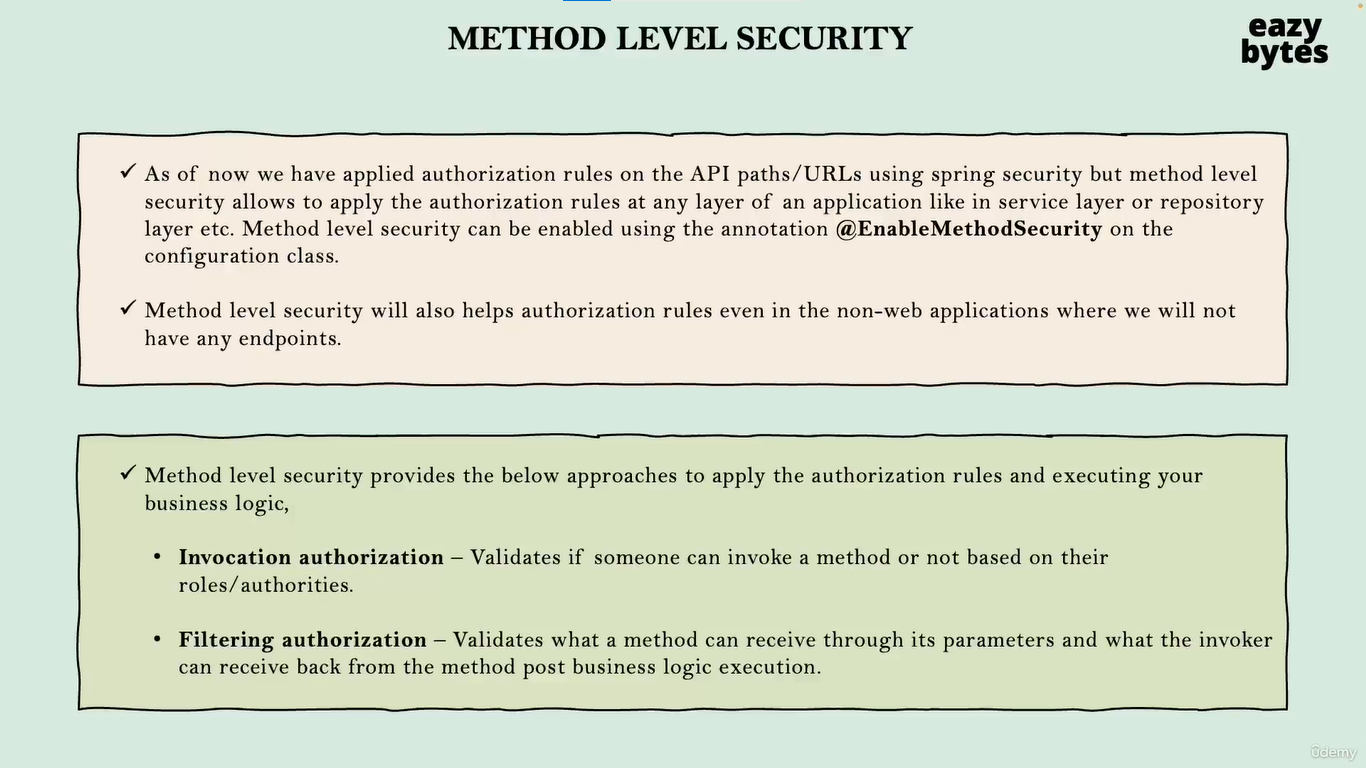 METHOD LEVEL SECURITY
eazy
bytes
✓ As of now we have applied authorization rules on the API paths/URLs using spring security but method level
security allows to apply the authorization rules at any layer of an application like in service layer or repository
layer etc. Method level security can be enabled using the annotation @EnableMethodSecurity on the
configuration class.
✓ Method level security will also helps authorization rules even in the non-web applications where we will not
have any endpoints.
✓ Method level security provides the below approaches to apply the authorization rules and executing your
business logic,
• Invocation authorization – Validates if someone can invoke a method or not based on their
roles/authorities.
• Filtering authorization – Validates what a method can receive through its parameters and what the invoker
can receive back from the method post business logic execution.
ûdemy